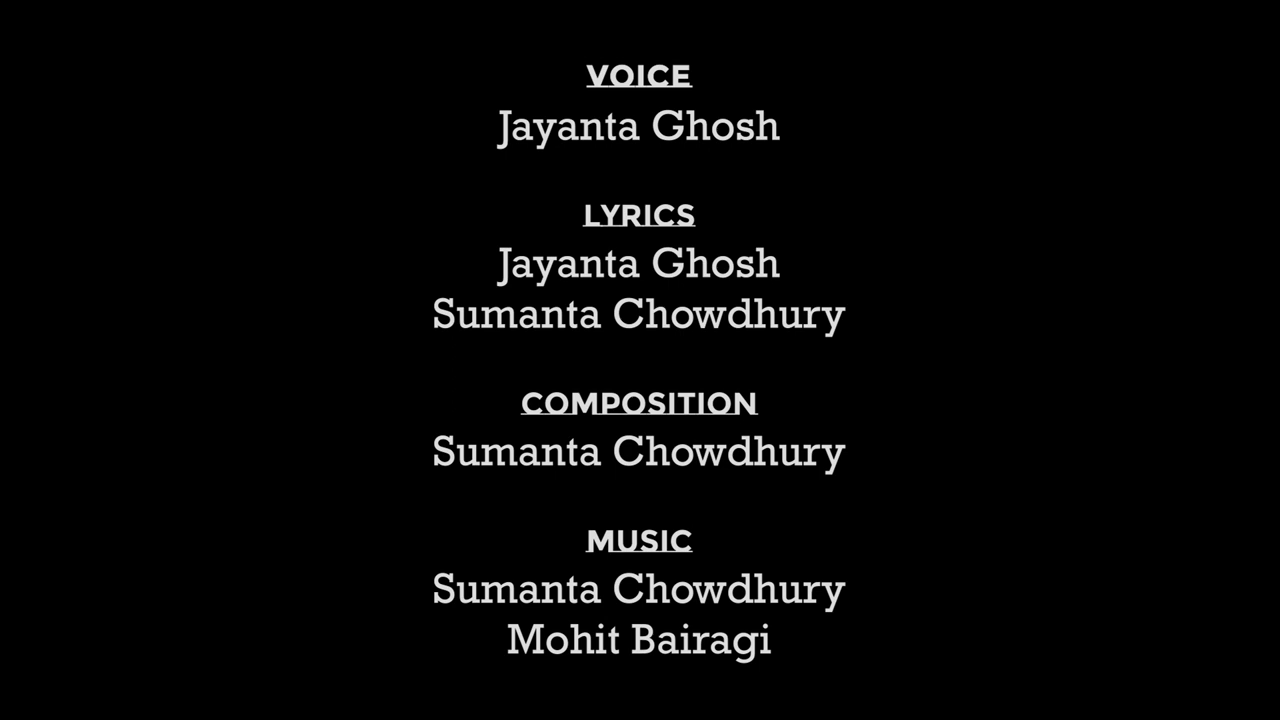 VOICE
Jayanta Ghosh
LYRICS
Jayanta Ghosh
Sumanta Chowdhury
COMPOSITION
Sumanta Chowdhury
MUSIC
Sumanta Chowdhury
Mohit Bairagi